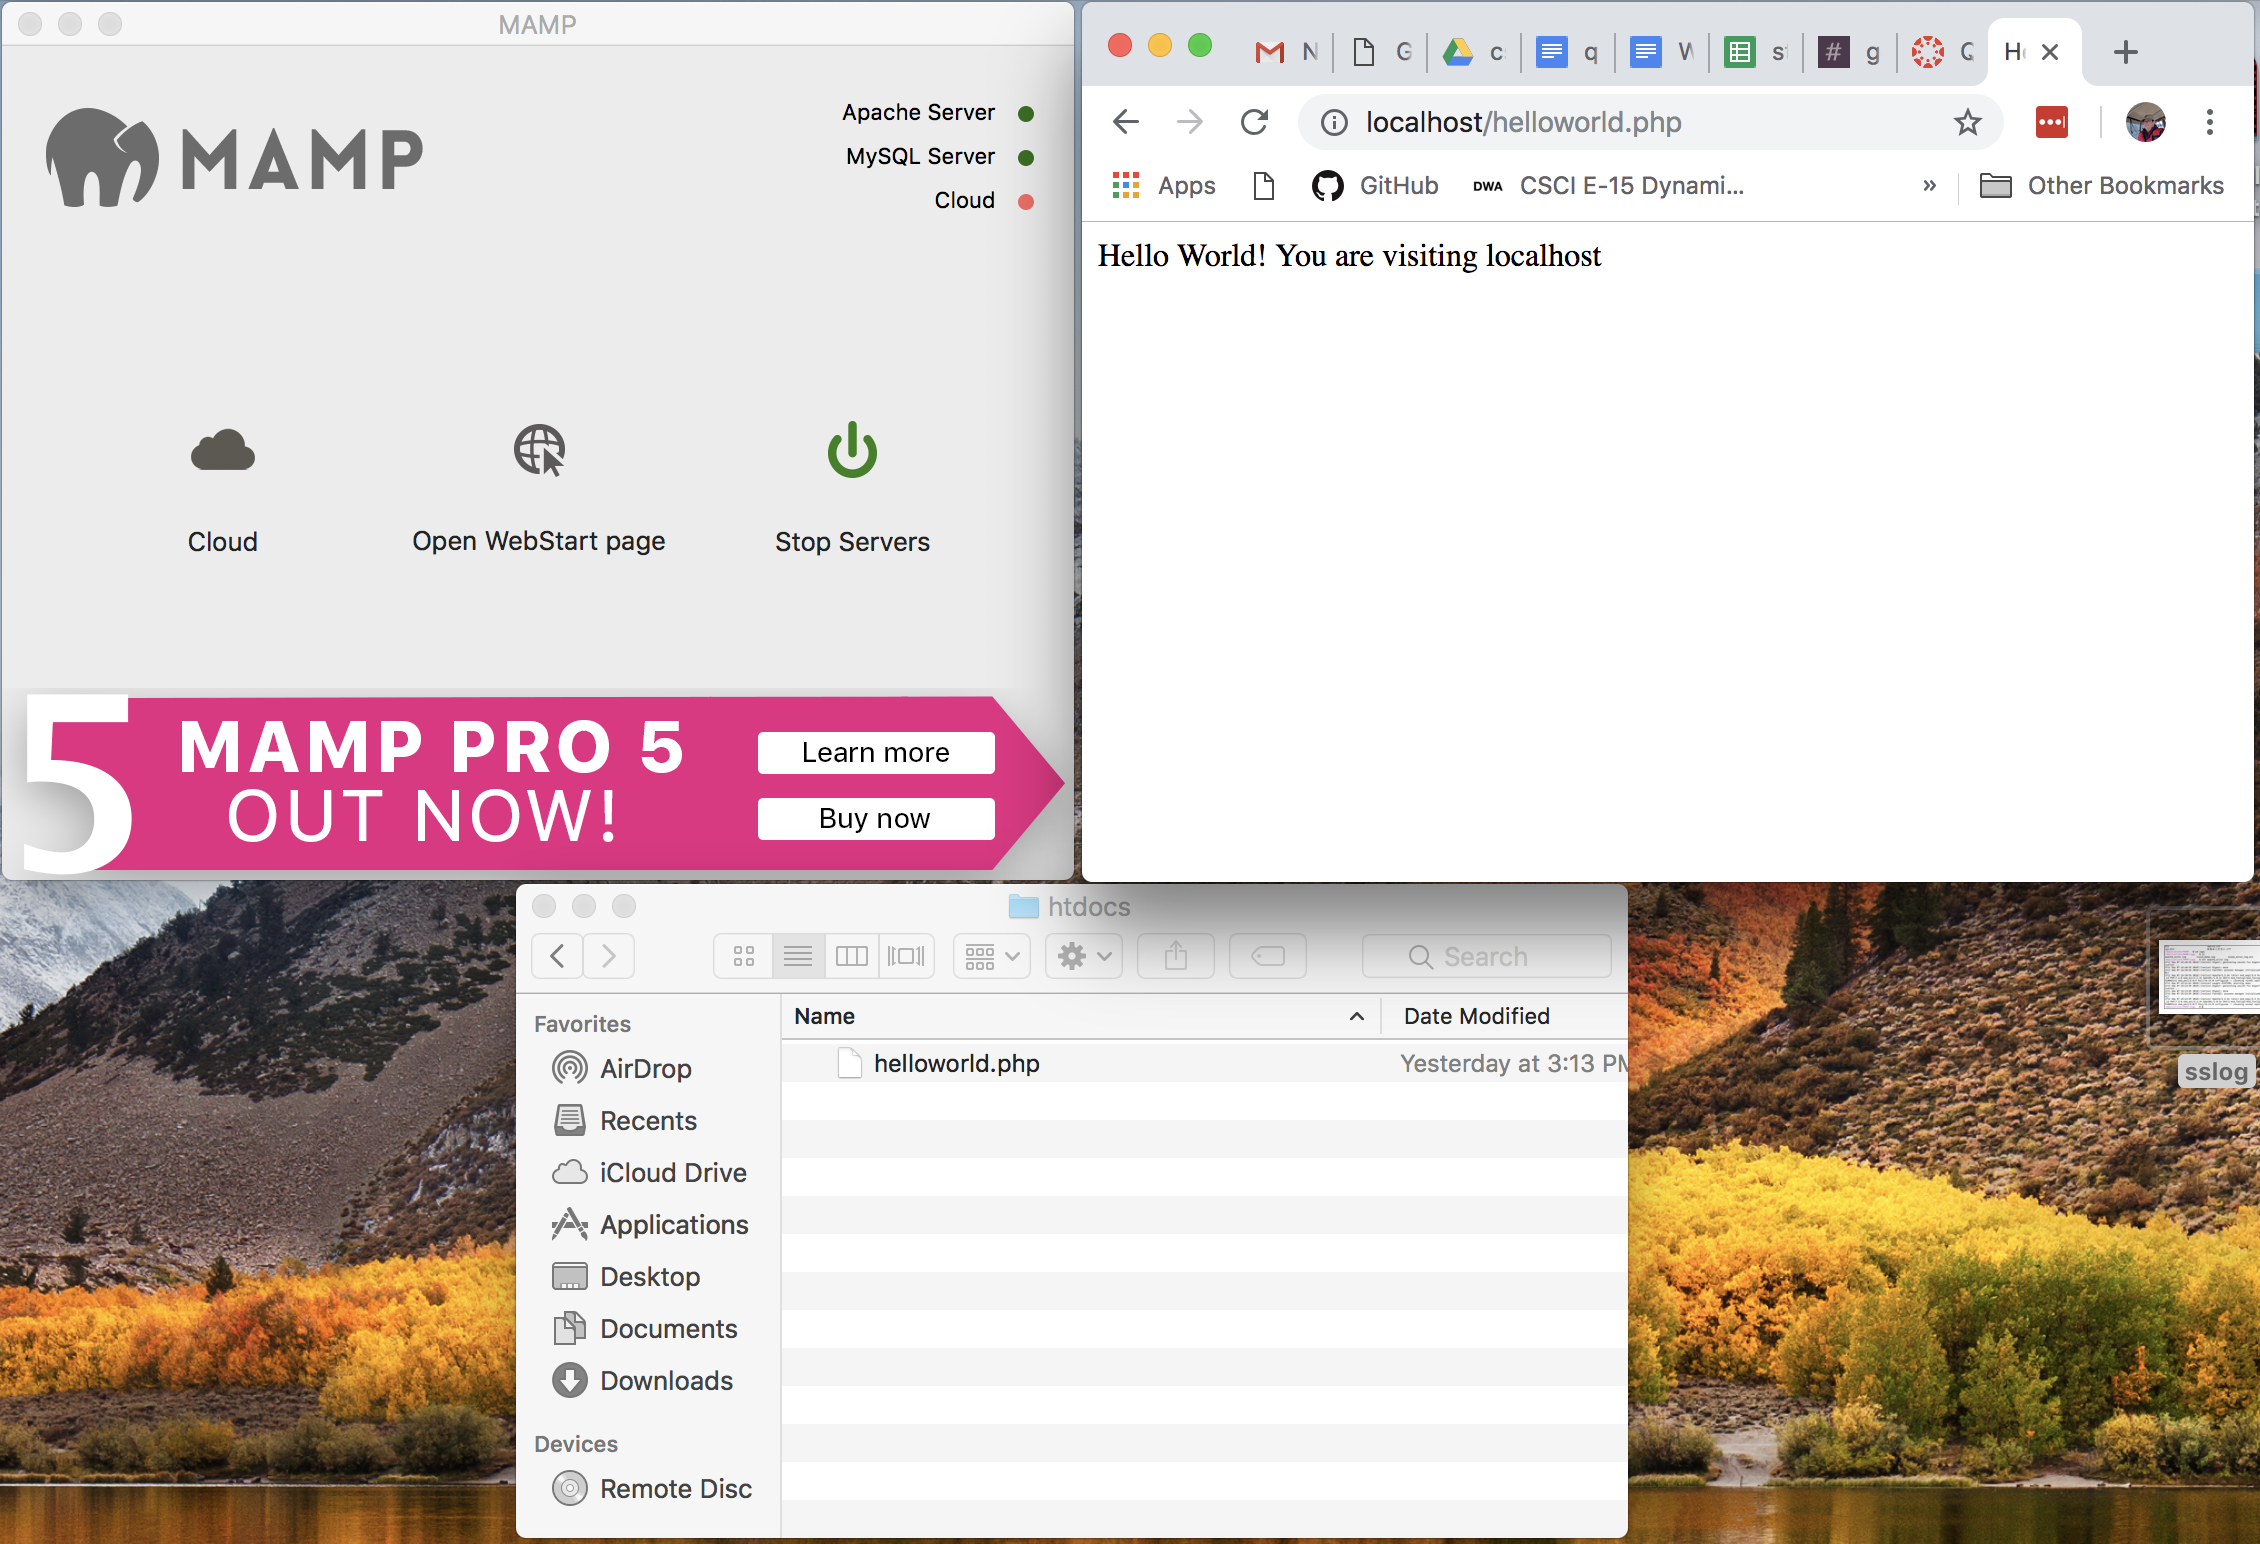 MAMP
MAMP
Apache Server
MySQL Server
Cloud
Cloud
Open WebStart page
Stop Servers
5
MAMP PRO 5
OUT NOW!
Learn more
Buy now
N G c q W s # g Q H
localhost/helloworld.php
Apps GitHub DWA CSCI E-15 Dynami... » Other Bookmarks
Hello World! You are visiting localhost
htdocs
Search
Favorites
AirDrop
Recents
iCloud Drive
Applications
Desktop
Documents
Downloads
Devices
Remote Disc
Name Date Modified
helloworld.php Yesterday at 3:13 PM
sslog